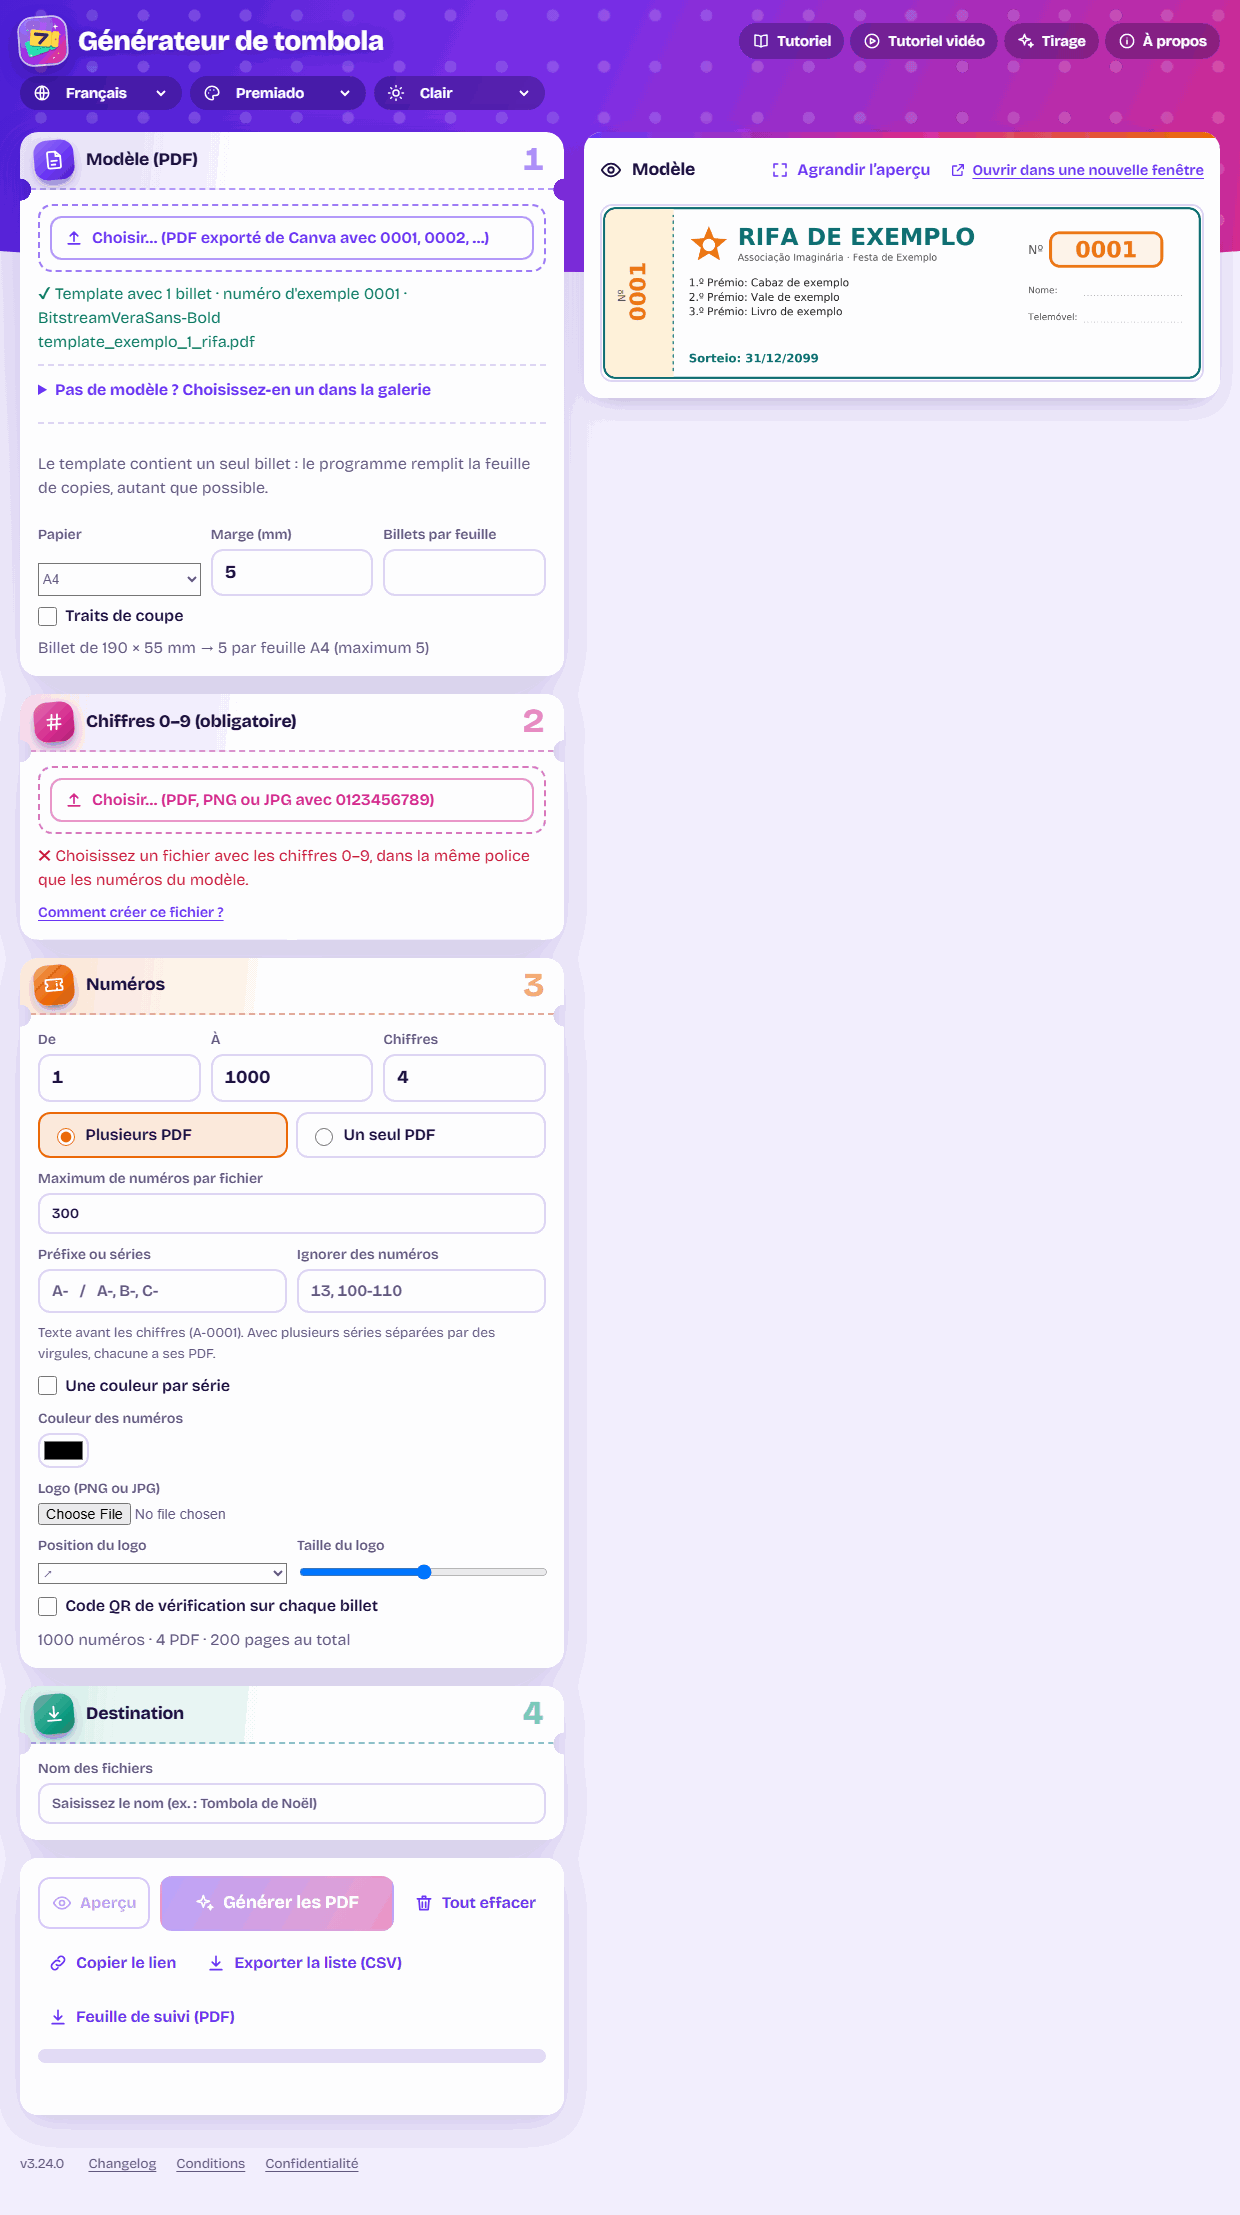 Générateur de tombola
Tutoriel
Tutoriel vidéo
Tirage
À propos
Français
Premiado
Clair
Modèle (PDF)
1
Choisir... (PDF exporté de Canva avec 0001, 0002, ...)
✓ Template avec 1 billet · numéro d'exemple 0001 ·
BitstreamVeraSans-Bold
template_exemplo_1_rifa.pdf
Pas de modèle ? Choisissez-en un dans la galerie
Le template contient un seul billet : le programme remplit la feuille
de copies, autant que possible.
Papier
Marge (mm)
Billets par feuille
A4
5
Traits de coupe
Billet de 190 × 55 mm → 5 par feuille A4 (maximum 5)
Chiffres 0–9 (obligatoire)
2
Choisir... (PDF, PNG ou JPG avec 0123456789)
✕ Choisissez un fichier avec les chiffres 0–9, dans la même police
que les numéros du modèle.
Comment créer ce fichier ?
Numéros
3
De
À
Chiffres
1
1000
4
Plusieurs PDF
Un seul PDF
Maximum de numéros par fichier
300
Préfixe ou séries
Ignorer des numéros
A- / A-, B-, C-
13, 100-110
Texte avant les chiffres (A-0001). Avec plusieurs séries séparées par des
virgules, chacune a ses PDF.
Une couleur par série
Couleur des numéros
Logo (PNG ou JPG)
Choose File No file chosen
Position du logo
Taille du logo
↗
Code QR de vérification sur chaque billet
1000 numéros · 4 PDF · 200 pages au total
Destination
4
Nom des fichiers
Saisissez le nom (ex. : Tombola de Noël)
Aperçu
Générer les PDF
Tout effacer
Copier le lien
Exporter la liste (CSV)
Feuille de suivi (PDF)
v3.24.0
Changelog
Conditions
Confidentialité
Modèle
Agrandir l'aperçu
Ouvrir dans une nouvelle fenêtre
Nº
0001
RIFA DE EXEMPLO
Associação Imaginária · Festa de Exemplo
1.º Prémio: Cabaz de exemplo
2.º Prémio: Vale de exemplo
3.º Prémio: Livro de exemplo
Sorteio: 31/12/2099
Nº 0001
Nome:
Telemóvel: